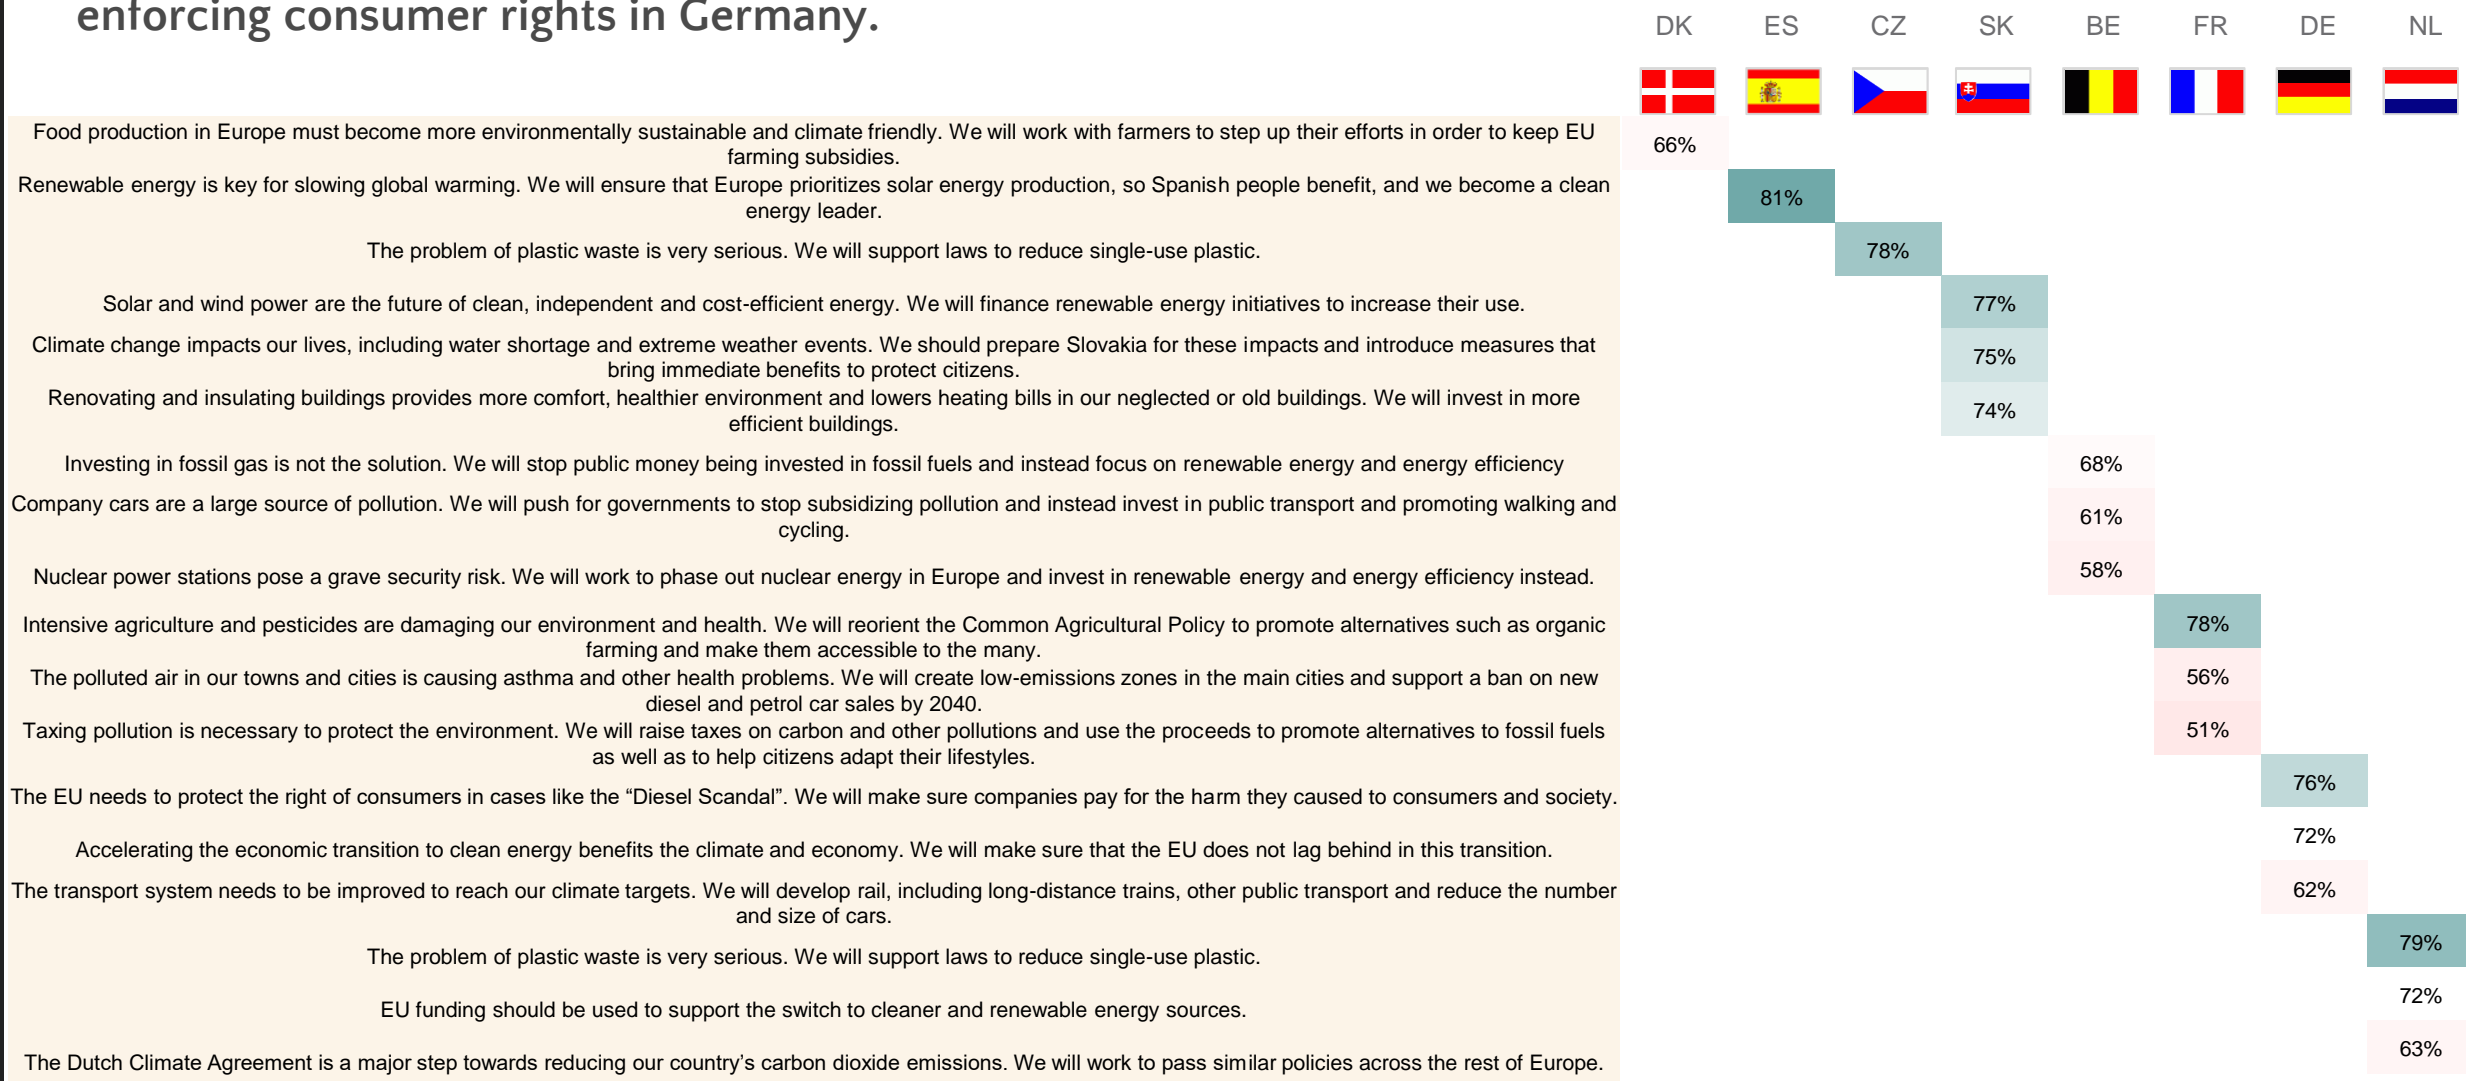 enforcing consumer rights in Germany.
DK ES CZ SK BE FR DE NL
Food production in Europe must become more environmentally sustainable and climate friendly. We will work with farmers to step up their efforts in order to keep EU
farming subsidies.
66%
Renewable energy is key for slowing global warming. We will ensure that Europe prioritizes solar energy production, so Spanish people benefit, and we become a clean
energy leader.
81%
The problem of plastic waste is very serious. We will support laws to reduce single-use plastic.
78%
Solar and wind power are the future of clean, independent and cost-efficient energy. We will finance renewable energy initiatives to increase their use.
77%
Climate change impacts our lives, including water shortage and extreme weather events. We should prepare Slovakia for these impacts and introduce measures that
bring immediate benefits to protect citizens.
75%
Renovating and insulating buildings provides more comfort, healthier environment and lowers heating bills in our neglected or old buildings. We will invest in more
efficient buildings.
74%
Investing in fossil gas is not the solution. We will stop public money being invested in fossil fuels and instead focus on renewable energy and energy efficiency
68%
Company cars are a large source of pollution. We will push for governments to stop subsidizing pollution and instead invest in public transport and promoting walking and
cycling.
61%
Nuclear power stations pose a grave security risk. We will work to phase out nuclear energy in Europe and invest in renewable energy and energy efficiency instead.
58%
Intensive agriculture and pesticides are damaging our environment and health. We will reorient the Common Agricultural Policy to promote alternatives such as organic
farming and make them accessible to the many.
78%
The polluted air in our towns and cities is causing asthma and other health problems. We will create low-emissions zones in the main cities and support a ban on new
diesel and petrol car sales by 2040.
56%
Taxing pollution is necessary to protect the environment. We will raise taxes on carbon and other pollutions and use the proceeds to promote alternatives to fossil fuels
as well as to help citizens adapt their lifestyles.
51%
The EU needs to protect the right of consumers in cases like the “Diesel Scandal”. We will make sure companies pay for the harm they caused to consumers and society.
76%
Accelerating the economic transition to clean energy benefits the climate and economy. We will make sure that the EU does not lag behind in this transition.
72%
The transport system needs to be improved to reach our climate targets. We will develop rail, including long-distance trains, other public transport and reduce the number
and size of cars.
62%
The problem of plastic waste is very serious. We will support laws to reduce single-use plastic.
79%
EU funding should be used to support the switch to cleaner and renewable energy sources.
72%
The Dutch Climate Agreement is a major step towards reducing our country’s carbon dioxide emissions. We will work to pass similar policies across the rest of Europe.
63%